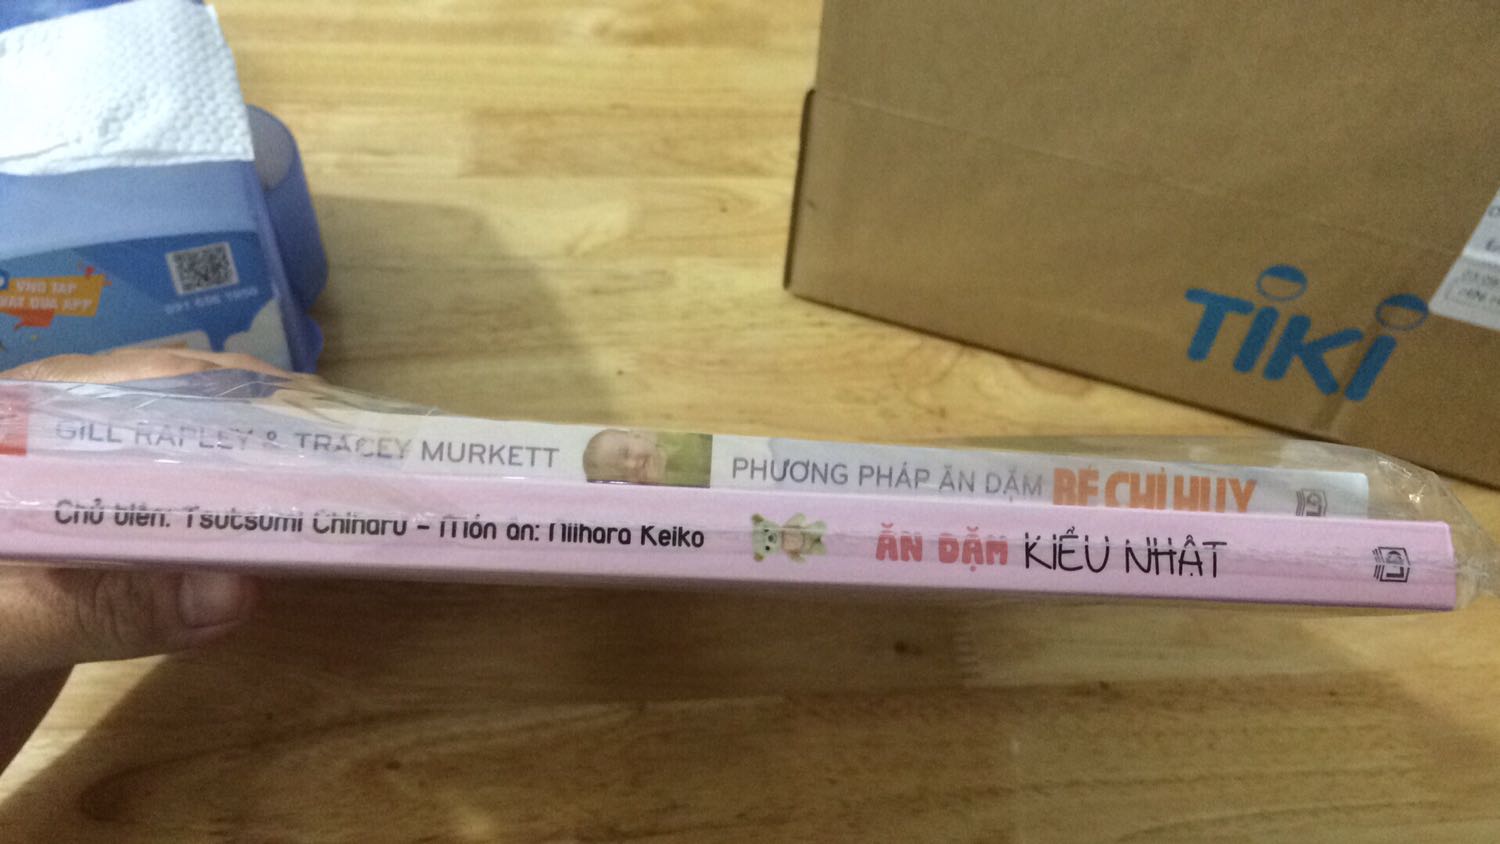 TIKI
GILL RAPLEY & TRACEY MURKETT PHƯƠNG PHÁP ĂN DẶM BÉ CHỈ HUY
Chủ biên: Tsutsumi Chiharu – Món ăn: Niihara Keiko ĂN DẶM KIỂU NHẬT